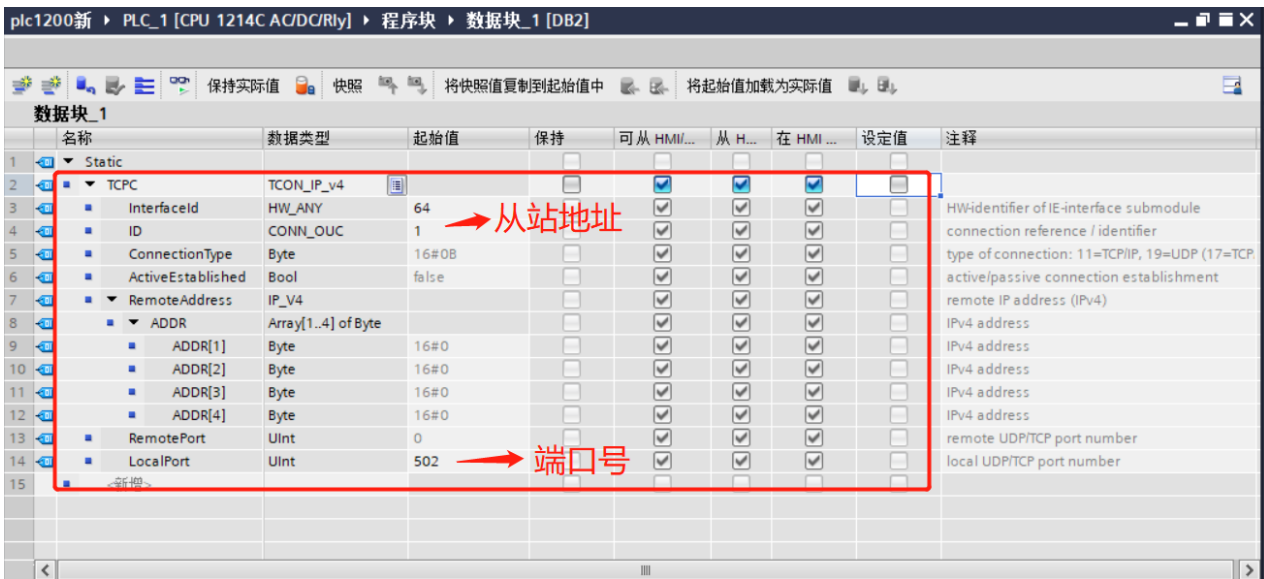 plc1200新 ▸ PLC_1 [CPU 1214C AC/DC/Rly] ▸ 程序块 ▸ 数据块_1 [DB2]
保持实际值 快照 将快照值复制到起始值中 将起始值加载为实际值
数据块_1
名称 数据类型 起始值 保持 可从 HMI/... 从 H... 在 HMI ... 设定值 注释
1 Static
2 TCPC TCON_IP_v4
3 InterfaceId HW_ANY 64 HW-identifier of IE-interface submodule
从站地址
4 ID CONN_OUC 1 connection reference / identifier
5 ConnectionType Byte 16#0B type of connection: 11=TCP/IP, 19=UDP (17=TCP.
6 ActiveEstablished Bool false active/passive connection establishment
7 RemoteAddress IP_V4 remote IP address (IPv4)
8 ADDR Array[1..4] of Byte IPv4 address
9 ADDR[1] Byte 16#0 IPv4 address
10 ADDR[2] Byte 16#0 IPv4 address
11 ADDR[3] Byte 16#0 IPv4 address
12 ADDR[4] Byte 16#0 IPv4 address
13 RemotePort UInt 0 remote UDP/TCP port number
14 LocalPort UInt 502 端口号 local UDP/TCP port number
15 <新增>